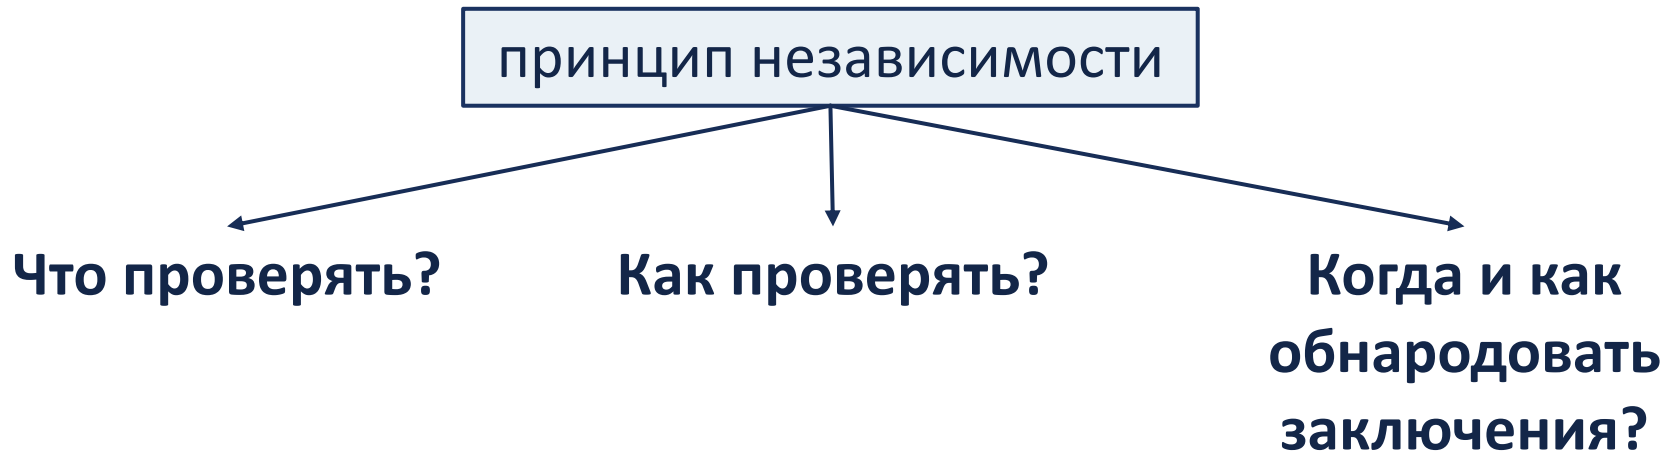 принцип независимости
Что проверять?
Как проверять?
Когда и как
обнародовать
заключения?